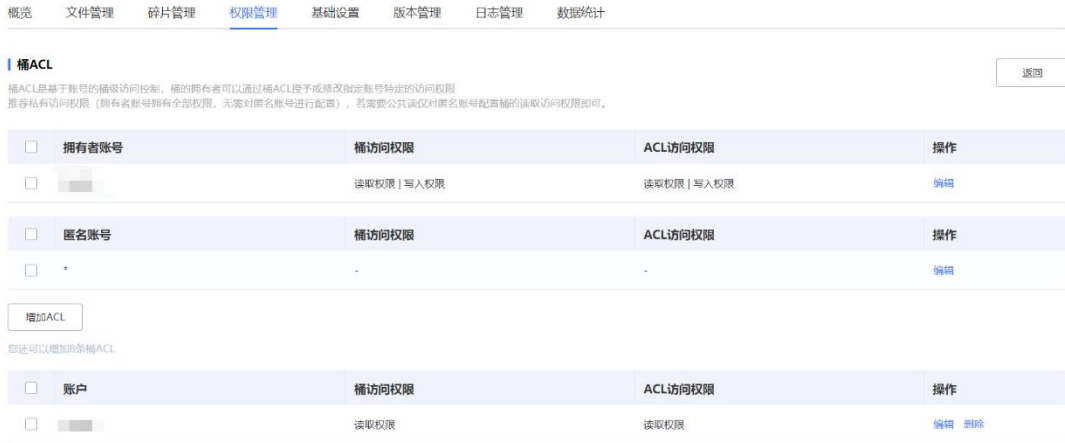 概览 文件管理 碎片管理 权限管理 基础设置 版本管理 日志管理 数据统计
桶ACL
返回
桶ACL是基于账号的桶级访问控制，桶的拥有者可以通过桶ACL授予或修改指定账号特定的访问权限
推荐私有访问权限（拥有者账号拥有全部权限，无需对匿名账号进行配置），若需要公共读仅对匿名账号配置桶的读取访问权限即可。
拥有者账号 桶访问权限 ACL访问权限 操作
读取权限 | 写入权限 读取权限 | 写入权限 编辑
匿名账号 桶访问权限 ACL访问权限 操作
* - - 编辑
增加ACL
您还可以增加8条桶ACL
账户 桶访问权限 ACL访问权限 操作
读取权限 读取权限 编辑 删除